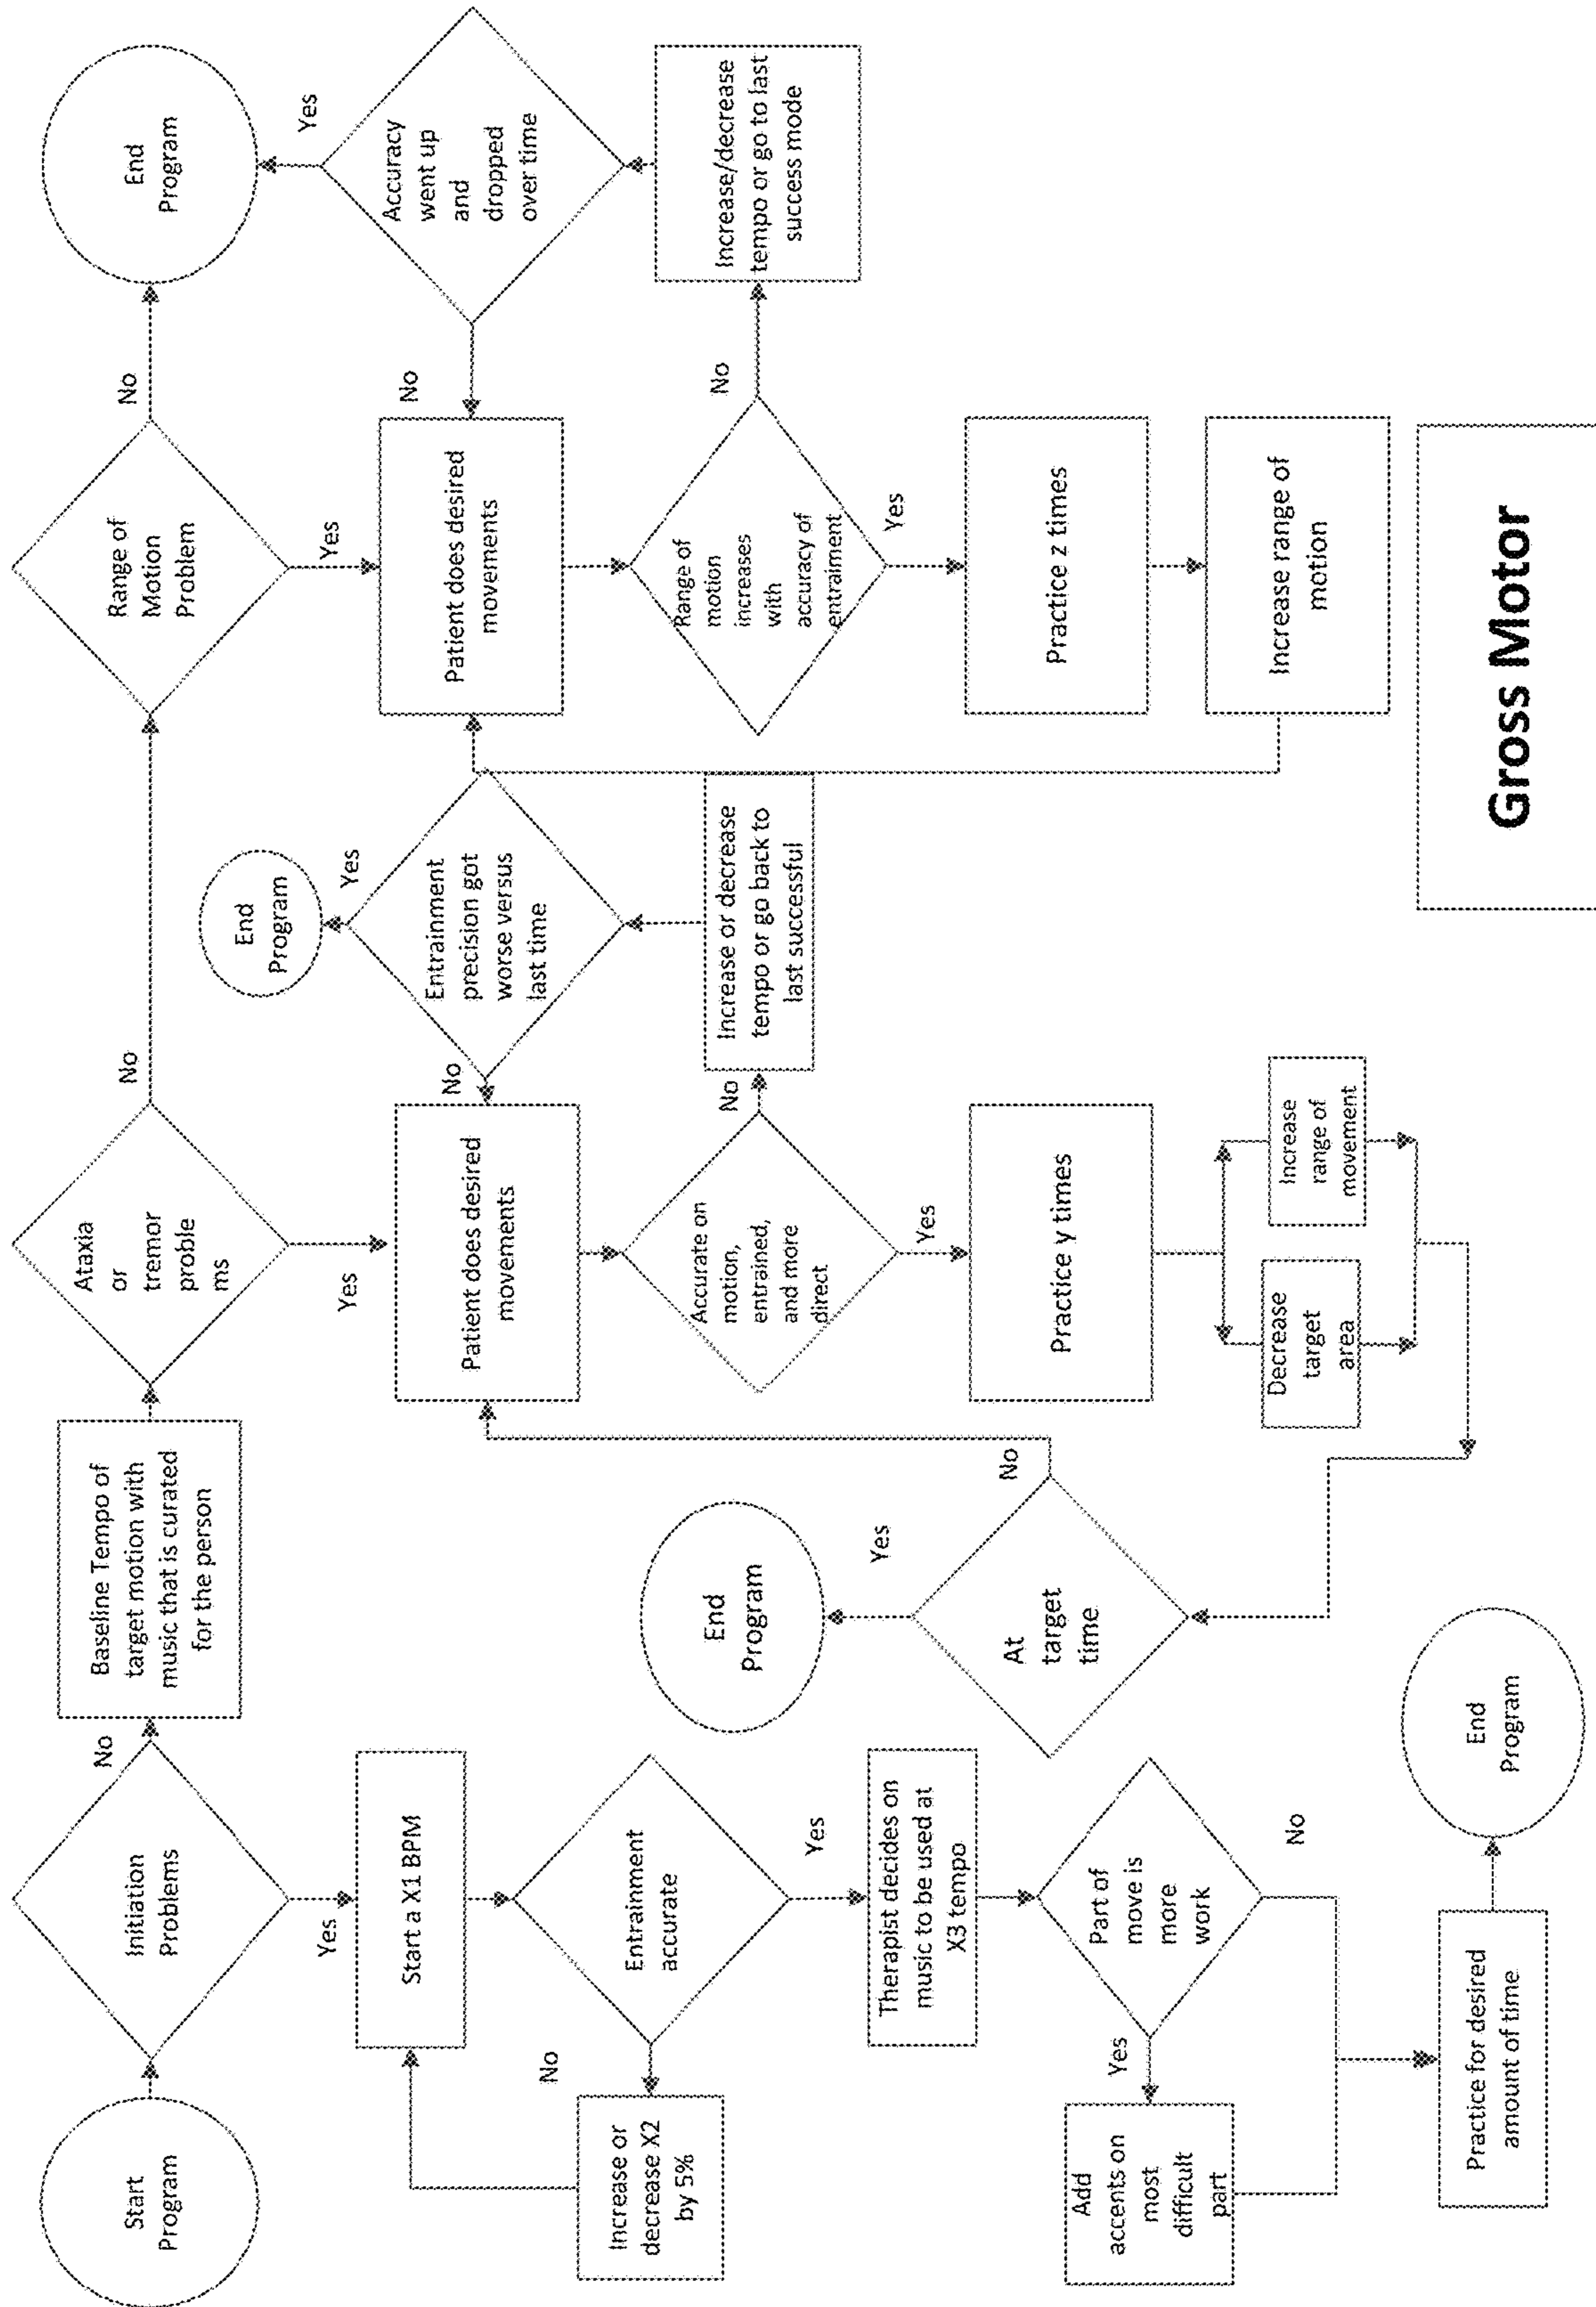 Start
Program
Initiation
Problems
No
Baseline Tempo of
target motion with
music that is curated
for the person
Ataxia
or
tremor
proble
ms
No
Range of
Motion
Problem
No
End
Program
Yes
Start a X1 BPM
Entrainment
accurate
No
Increase or
decrease X2
by 5%
Yes
Therapist decides on
music to be used at
X3 tempo
Part of
move is
more
work
Yes
Add
accents on
most
difficult
part
No
Practice for desired
amount of time
End
Program
Yes
Patient does desired
movements
Accurate on
motion,
entrained,
and more
direct
No
Increase or decrease
tempo or go back to
last successful
Entrainment
precision got
worse versus
last time
No
Yes
End
Program
Yes
Practice y times
Decrease
target
area
Increase
range of
movement
At
target
time
No
Yes
End
Program
Yes
Patient does desired
movements
Range of
motion
increases
with
accuracy of
entrainment
No
Increase/decrease
tempo or go to last
success mode
Accuracy
went up
and
dropped
over time
No
Yes
Yes
Practice z times
Increase range of
motion
Gross Motor